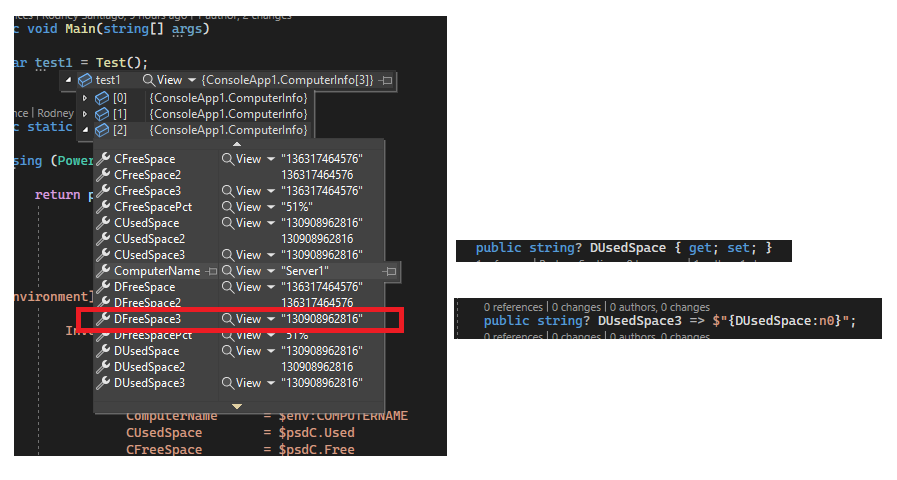 nces | Rodney Santiago, 9 hours ago | 1 author, 2 changes
c void Main(string[] args)
ar test1 = Test();
test1 View {ConsoleApp1.ComputerInfo[3]}
[0] {ConsoleApp1.ComputerInfo}
nce | Rodney [1] {ConsoleApp1.ComputerInfo}
c static [2] {ConsoleApp1.ComputerInfo}
CFreeSpace View "136317464576"
sing (Power
CFreeSpace2 136317464576
CFreeSpace3 View "136317464576"
return p
CFreeSpacePct View "51%"
CUsedSpace View "130908962816"
CUsedSpace2 130908962816
CUsedSpace3 View "130908962816"
ComputerName View "Server1"
DFreeSpace View "136317464576"
nvironment]
DFreeSpace2 136317464576
DFreeSpace3 View "130908962816"
Inv
DFreeSpacePct View "51%"
DUsedSpace View "130908962816"
DUsedSpace2 130908962816
DUsedSpace3 View "130908962816"
ComputerName = $env:COMPUTERNAME
CUsedSpace = $psdC.Used
CFreeSpace = $psdC.Free
public string? DUsedSpace { get; set; }
0 references | 0 changes | 0 authors, 0 changes
public string? DUsedSpace3 => $"{DUsedSpace:n0}";
0 references | 0 changes | 0 authors, 0 changes